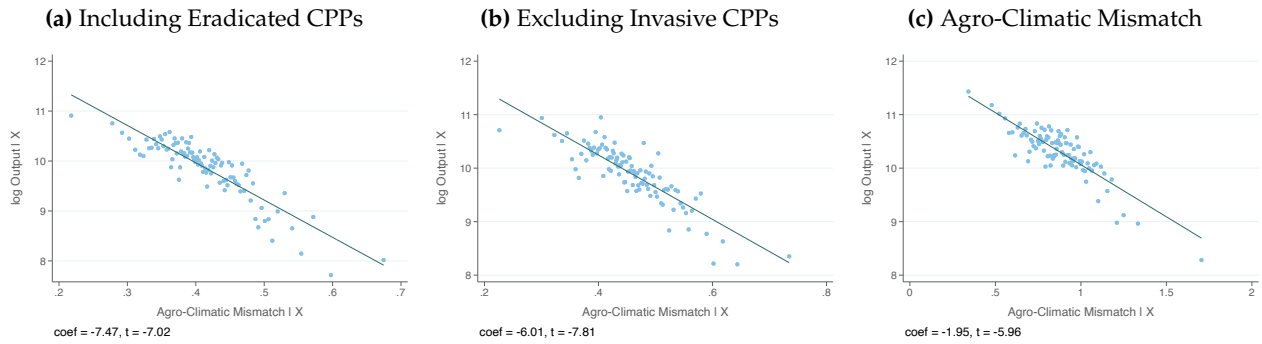 (a) Including Eradicated CPPs
12
11
10
9
8
log Output | X
.2 .3 .4 .5 .6 .7
Agro-Climatic Mismatch | X
coef = -7.47, t = -7.02
(b) Excluding Invasive CPPs
12
11
10
9
8
log Output | X
.2 .4 .6 .8
Agro-Climatic Mismatch | X
coef = -6.01, t = -7.81
(c) Agro-Climatic Mismatch
12
11
10
9
8
log Output | X
0 .5 1 1.5 2
Agro-Climatic Mismatch | X
coef = -1.95, t = -5.96